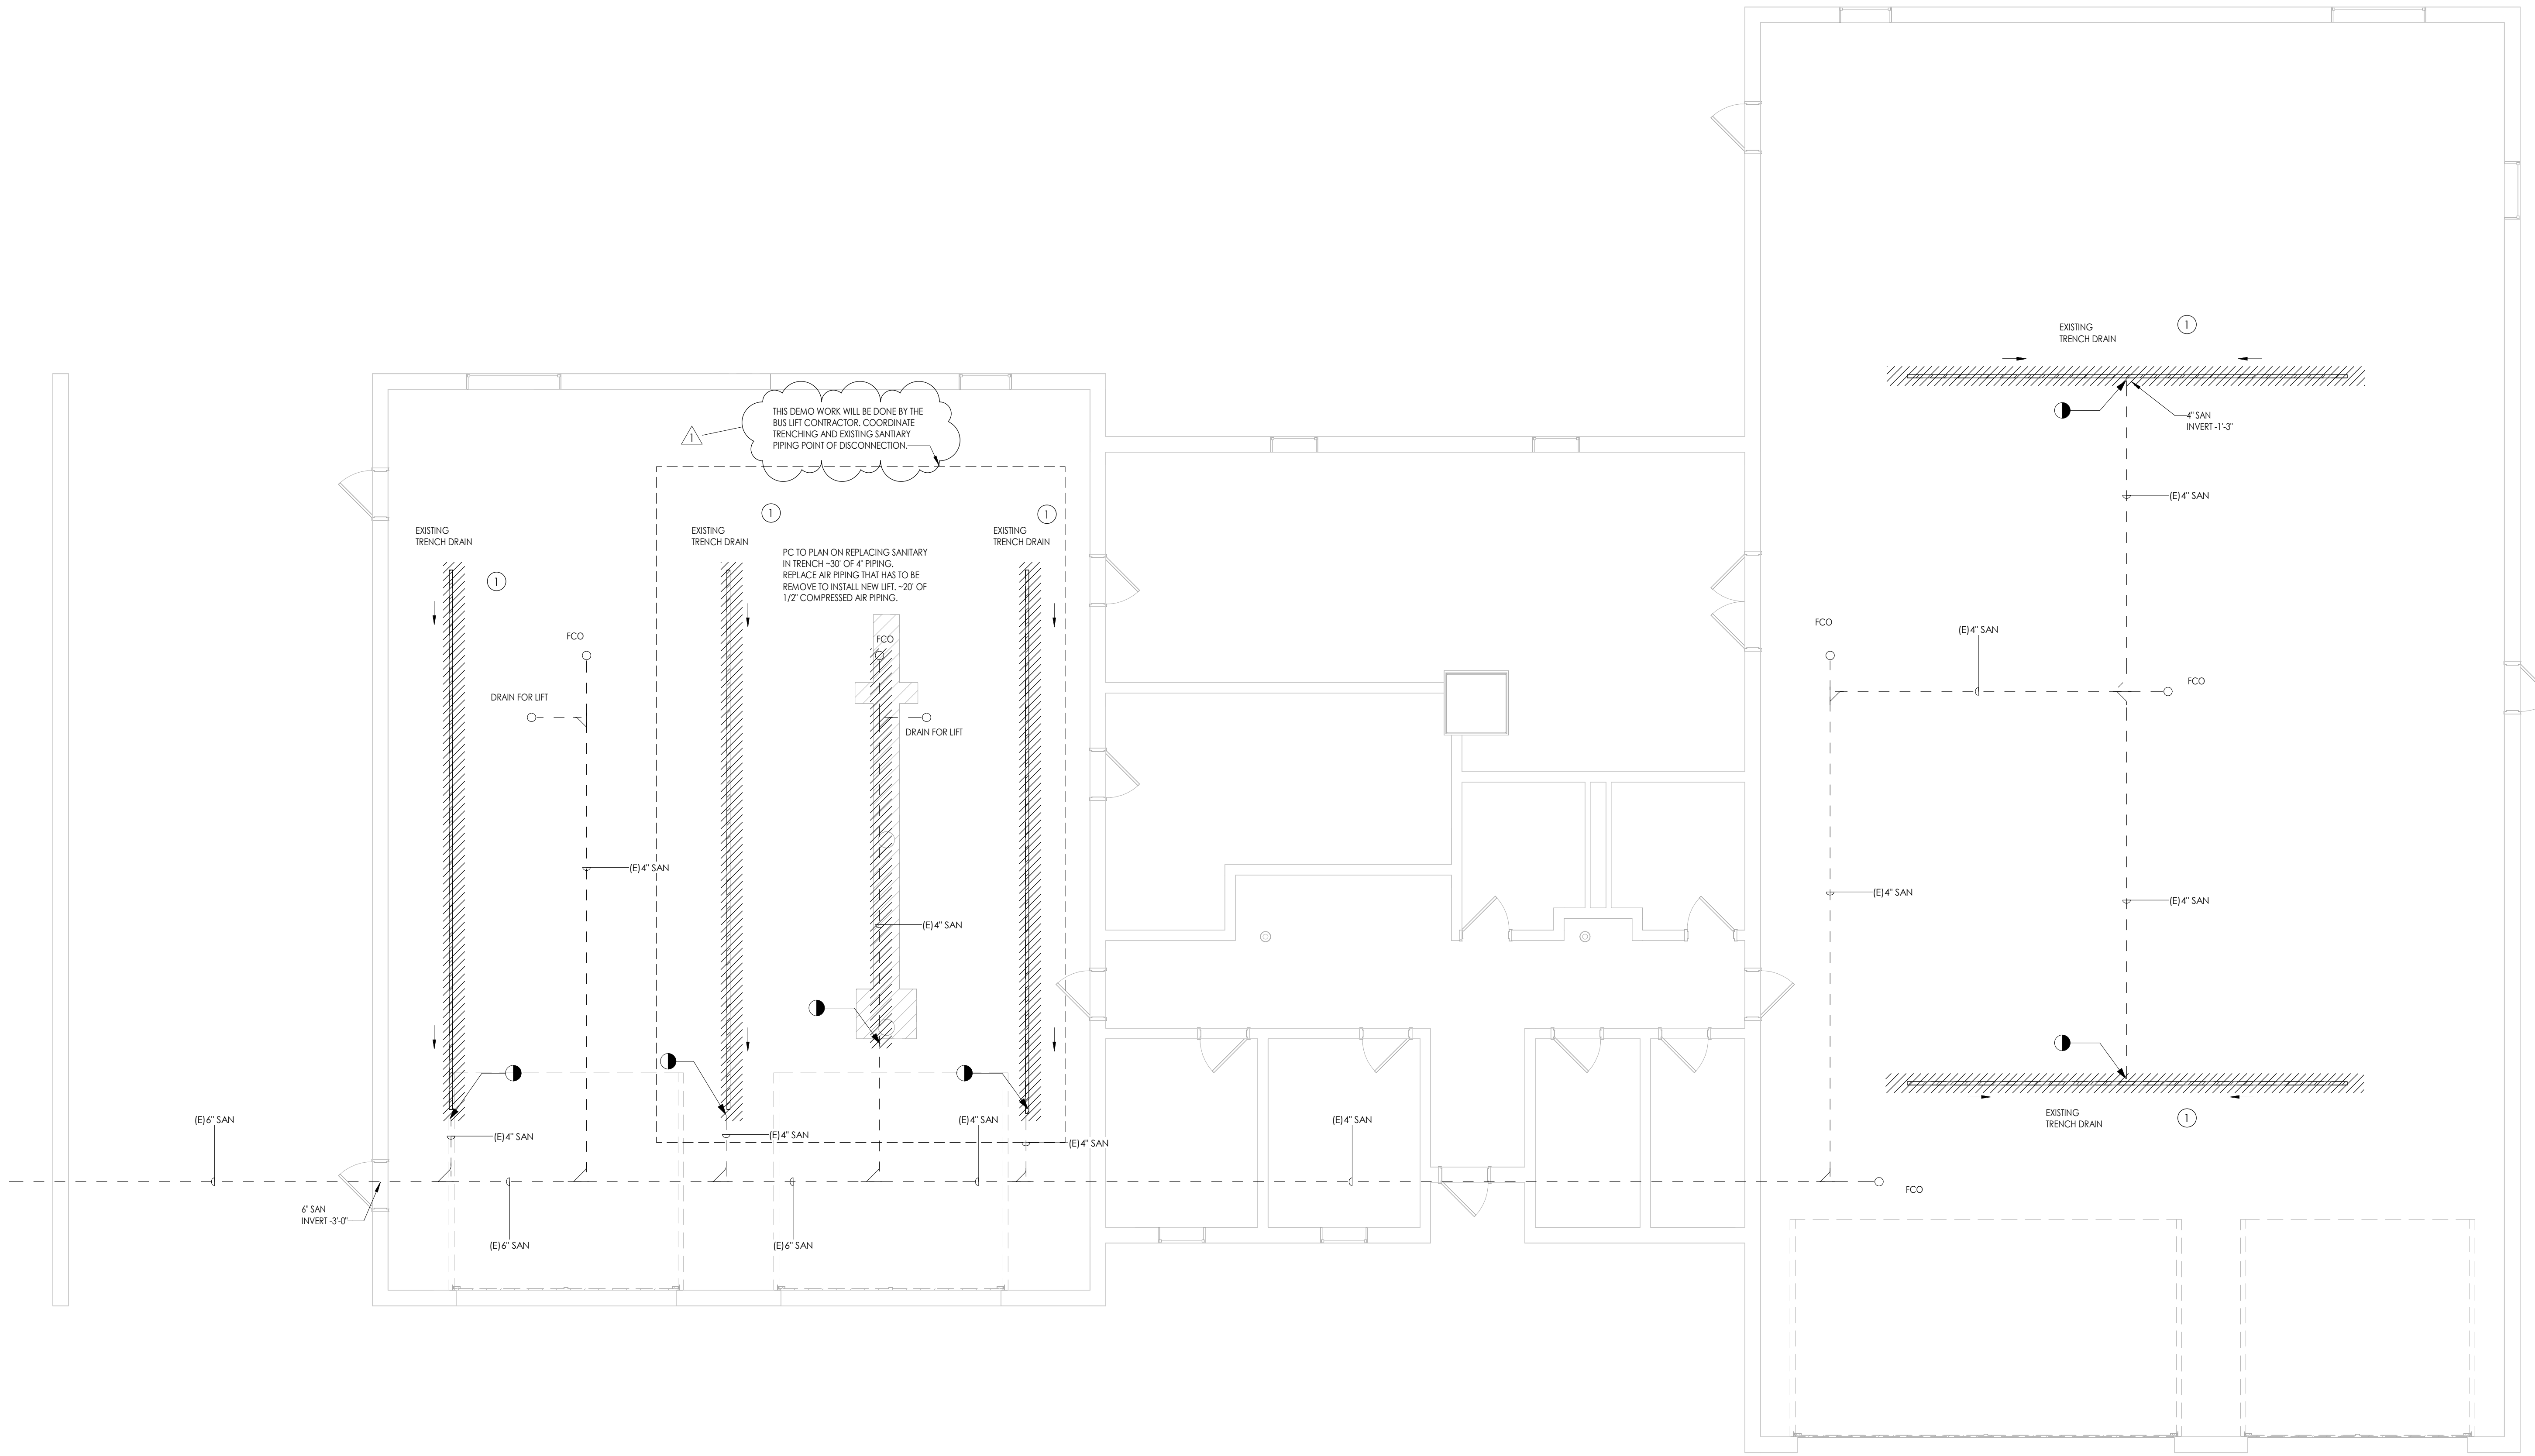 EXISTING
TRENCH DRAIN
1
4" SAN
INVERT -1'-3"
THIS DEMO WORK WILL BE DONE BY THE
BUS LIFT CONTRACTOR. COORDINATE
TRENCHING AND EXISTING SANTIARY
PIPING POINT OF DISCONNECTION.
1
(E)4" SAN
1
1
EXISTING
TRENCH DRAIN
EXISTING
TRENCH DRAIN
EXISTING
TRENCH DRAIN
PC TO PLAN ON REPLACING SANITARY
IN TRENCH ~30' OF 4" PIPING.
REPLACE AIR PIPING THAT HAS TO BE
REMOVE TO INSTALL NEW LIFT. ~20' OF
1/2" COMPRESSED AIR PIPING.
1
FCO
FCO
FCO
(E)4" SAN
FCO
DRAIN FOR LIFT
DRAIN FOR LIFT
(E)4" SAN
(E)4" SAN
(E)4" SAN
(E)4" SAN
EXISTING
TRENCH DRAIN
1
(E)6" SAN
(E)4" SAN
(E)4" SAN
(E)4" SAN
(E)4" SAN
(E)4" SAN
FCO
6" SAN
INVERT -3'-0"
(E)6" SAN
(E)6" SAN